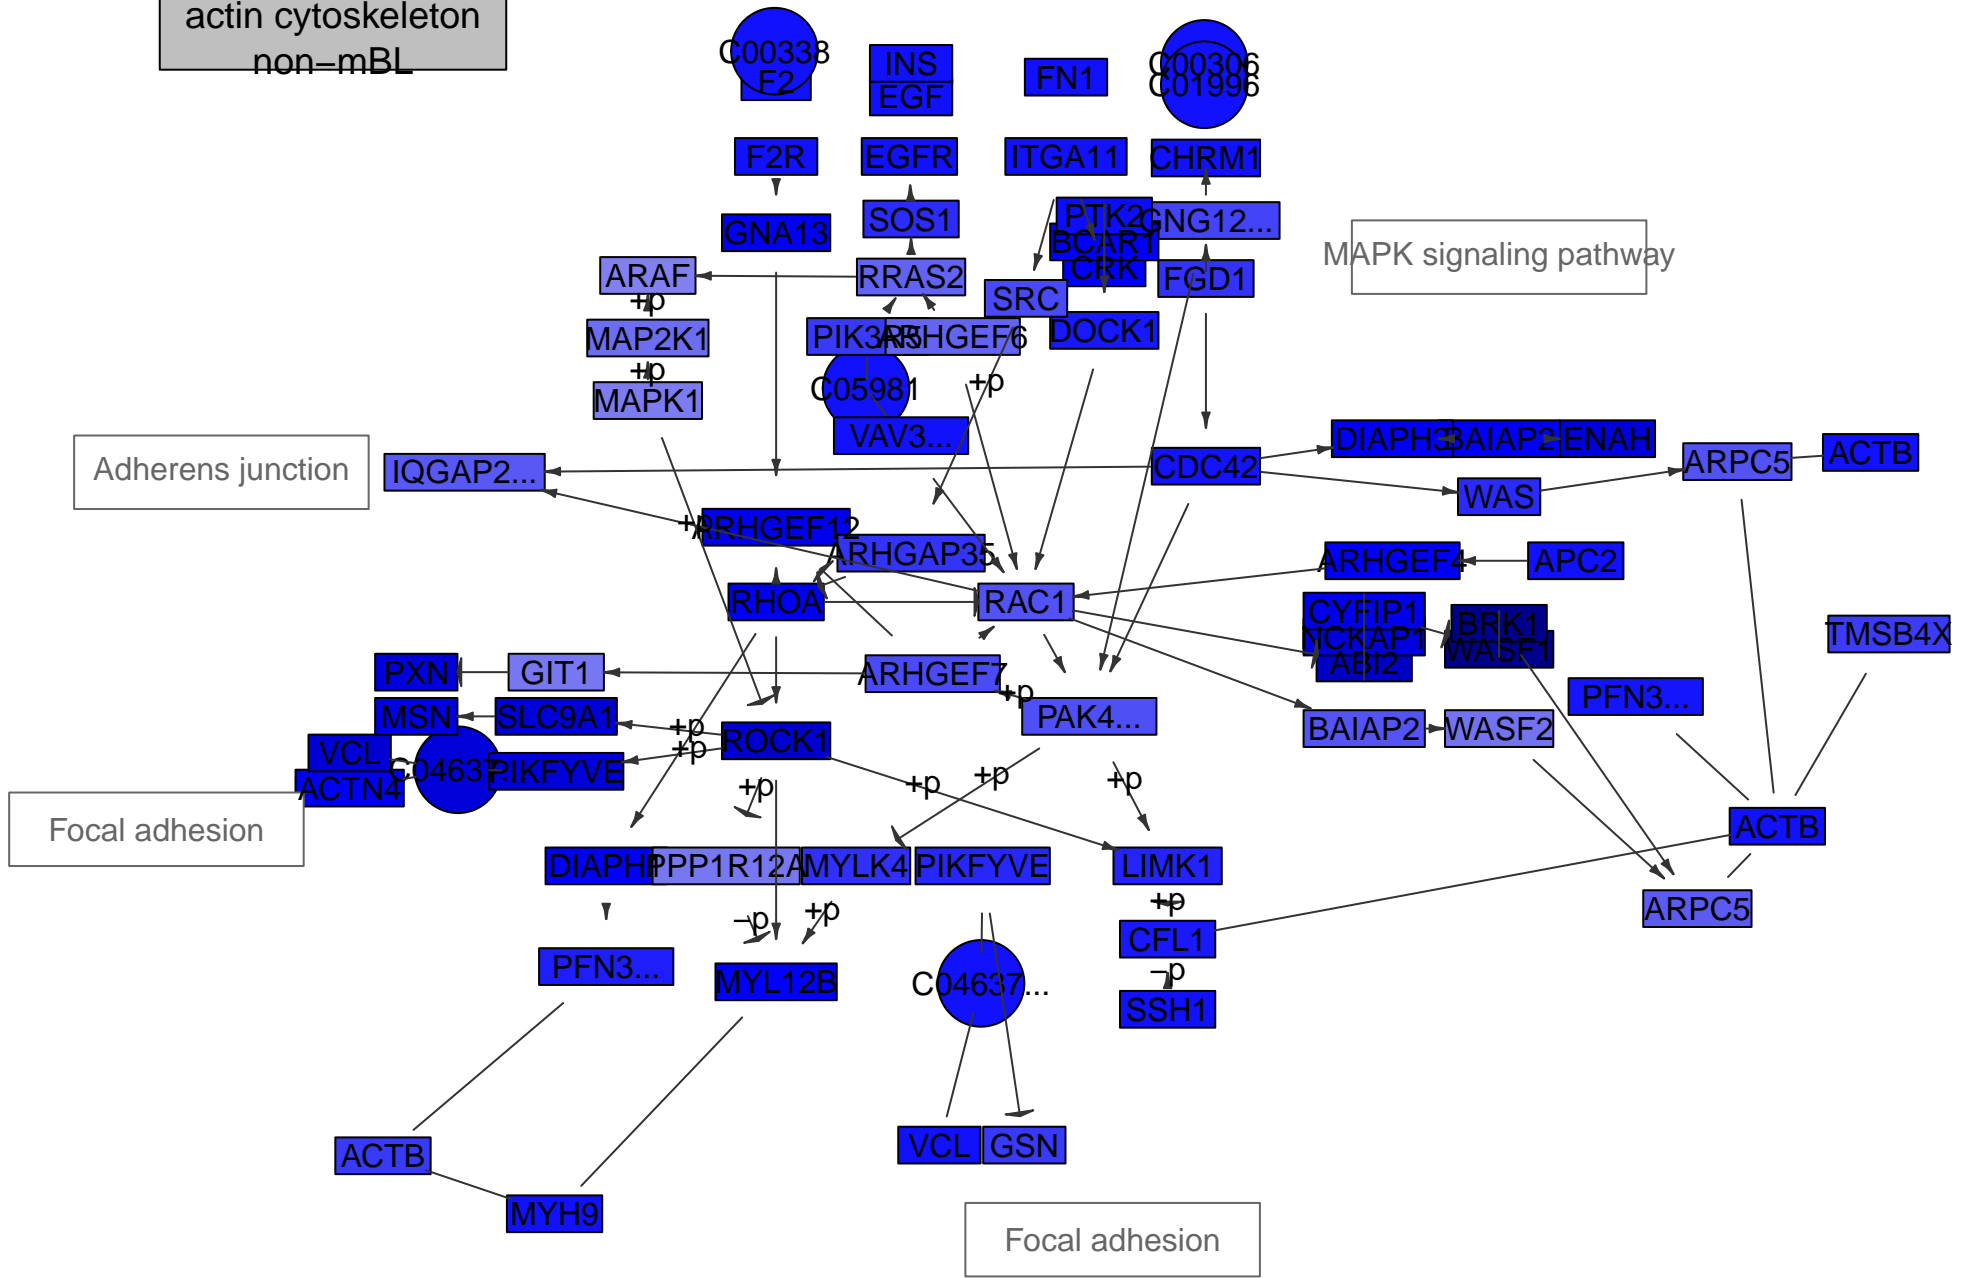 actin cytoskeleton
non−mBL
C00338
F2
INS
EGF
FN1
C00306
C01996
F2R
EGFR
ITGA11
CHRM1
GNA13
SOS1
PTK2
GNG12...
BCAR1
CRK
FGD1
MAPK signaling pathway
ARAF
RRAS2
SRC
+p
MAP2K1
PIK3R5
ARHGEF6
DOCK1
+p
MAPK1
C05981
+p
VAV3...
DIAPH3
BAIAP2
ENAH
ACTB
Adherens junction
IQGAP2...
CDC42
ARPC5
WAS
+p
ARHGEF12
ARHGAP35
ARHGEF4
APC2
RHOA
RAC1
CYFIP1
NCKAP1
ABI2
BRK1
WASF1
TMSB4X
PXN
GIT1
ARHGEF7
+p
PFN3...
MSN
SLC9A1
+p
PAK4...
BAIAP2
WASF2
VCL
ACTN4
C04637
PIKFYVE
+p
ROCK1
+p
+p
+p
+p
Focal adhesion
ACTB
DIAPH
PPP1R12A
MYLK4
PIKFYVE
LIMK1
−p
+p
+p
ARPC5
CFL1
PFN3...
MYL12B
C04637...
−p
SSH1
ACTB
VCL
GSN
MYH9
Focal adhesion